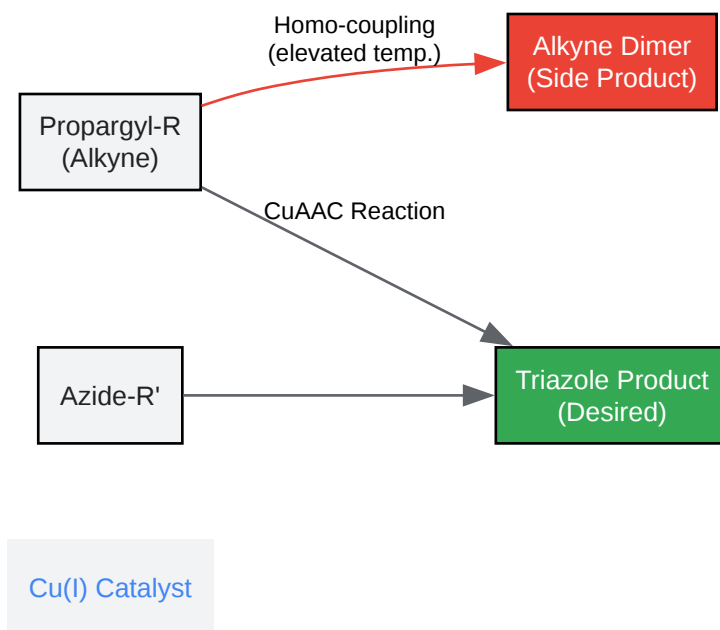 Homo-coupling
(elevated temp.)
Alkyne Dimer
(Side Product)
Propargyl-R
(Alkyne)
CuAAC Reaction
Azide-R'
Triazole Product
(Desired)
Cu(I) Catalyst